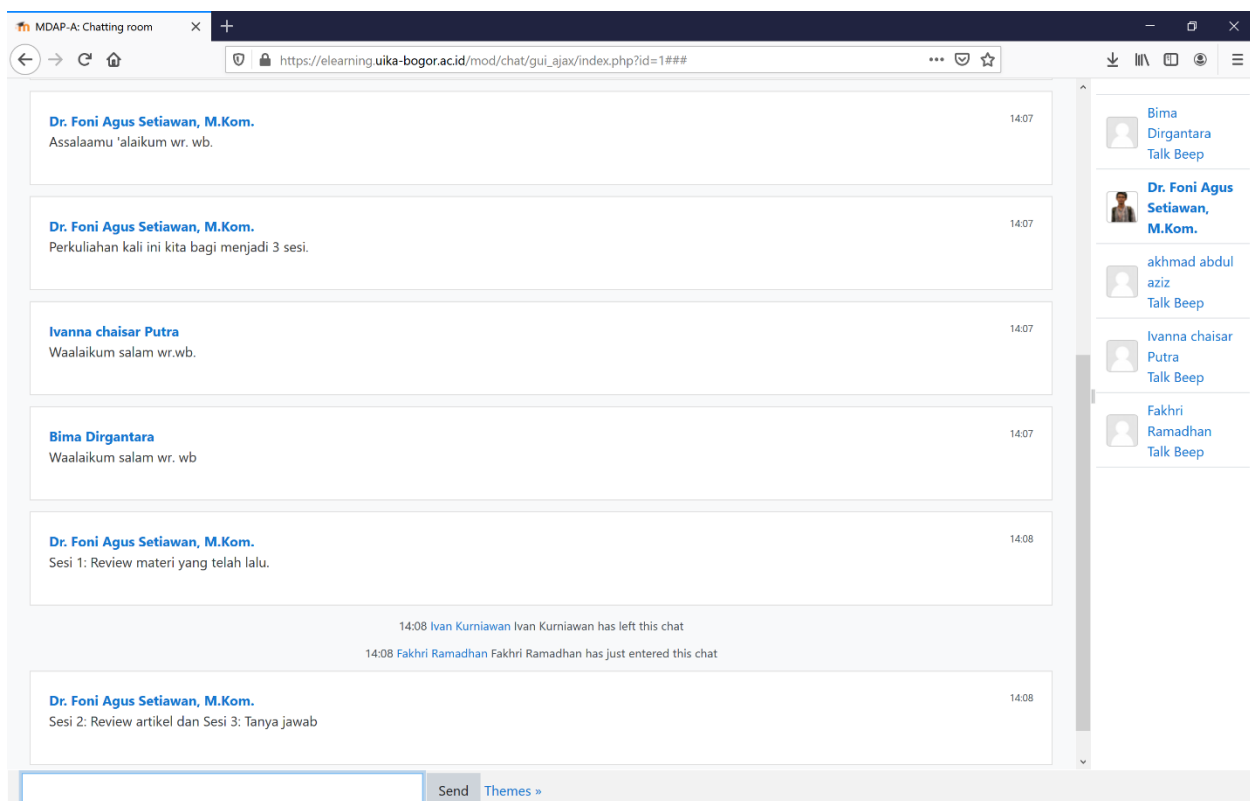 MDAP-A: Chatting room
https://elearning.uika-bogor.ac.id/mod/chat/gui_ajax/index.php?id=1###
Dr. Foni Agus Setiawan, M.Kom. 14:07
Assalaamu 'alaikum wr. wb.
Dr. Foni Agus Setiawan, M.Kom. 14:07
Perkuliahan kali ini kita bagi menjadi 3 sesi.
Ivanna chaisar Putra 14:07
Waalaikum salam wr.wb.
Bima Dirgantara 14:07
Waalaikum salam wr. wb
Dr. Foni Agus Setiawan, M.Kom. 14:08
Sesi 1: Review materi yang telah lalu.
14:08 Ivan Kurniawan Ivan Kurniawan has left this chat
14:08 Fakhri Ramadhan Fakhri Ramadhan has just entered this chat
Dr. Foni Agus Setiawan, M.Kom. 14:08
Sesi 2: Review artikel dan Sesi 3: Tanya jawab
Send Themes »
Bima
Dirgantara
Talk Beep
Dr. Foni Agus
Setiawan,
M.Kom.
akhmad abdul
aziz
Talk Beep
Ivanna chaisar
Putra
Talk Beep
Fakhri
Ramadhan
Talk Beep